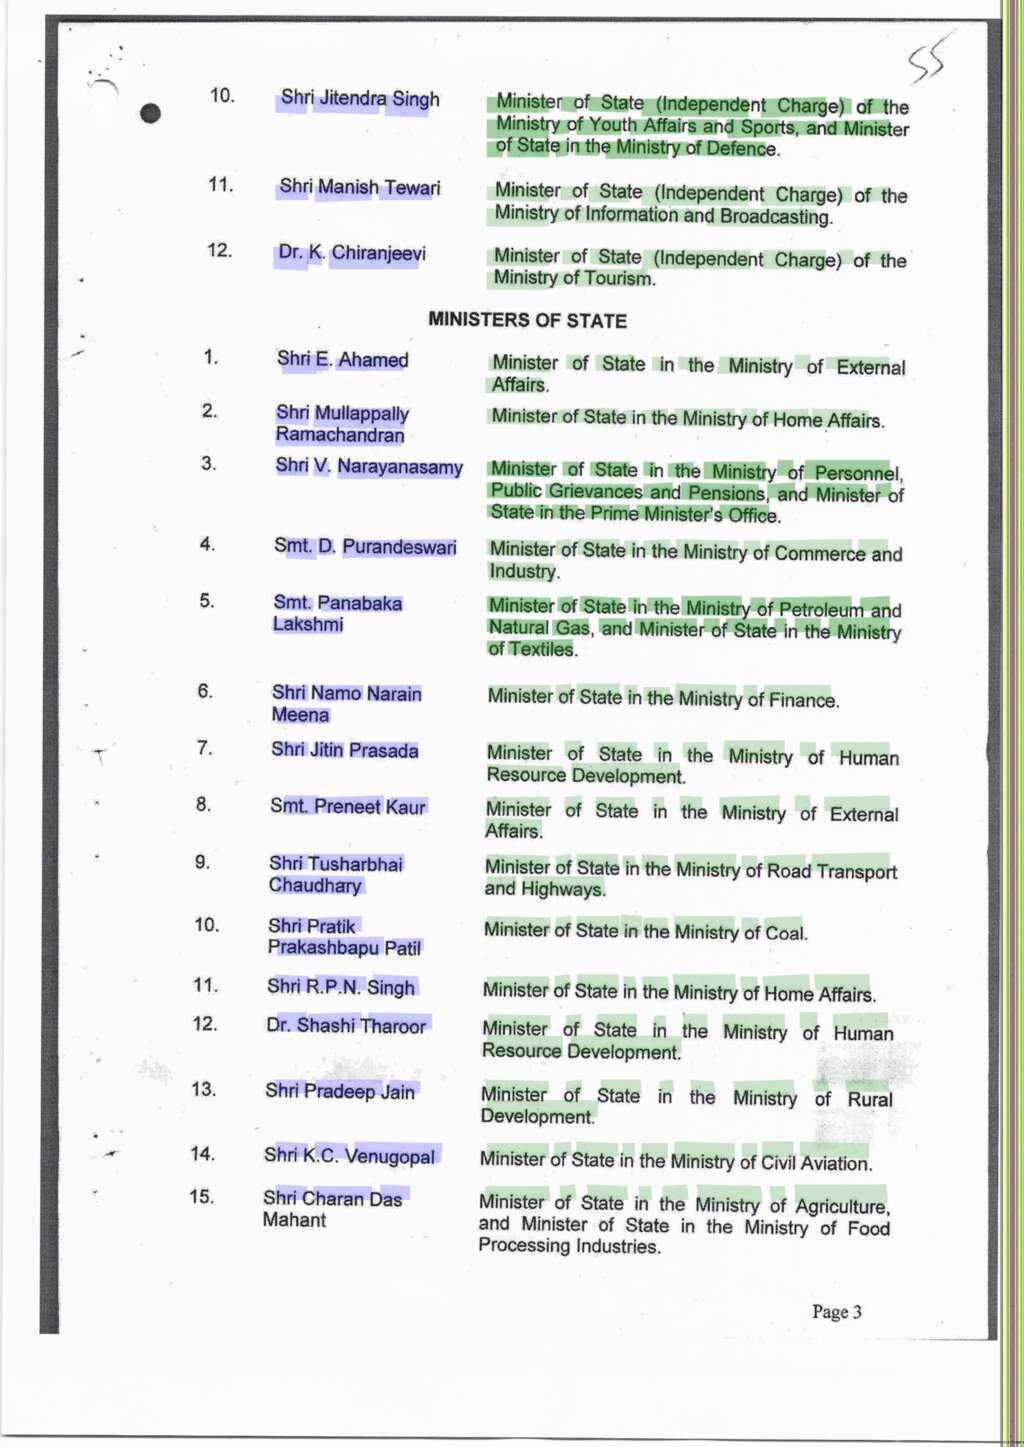 55
10. Shri Jitendra Singh Minister of State (Independent Charge) of the
Ministry of Youth Affairs and Sports, and Minister
of State in the Ministry of Defence.
11. Shri Manish Tewari Minister of State (Independent Charge) of the
Ministry of Information and Broadcasting.
12. Dr. K. Chiranjeevi Minister of State (Independent Charge) of the
Ministry of Tourism.
MINISTERS OF STATE
1. Shri E. Ahamed Minister of State in the Ministry of External
Affairs.
2. Shri Mullappally Minister of State in the Ministry of Home Affairs.
Ramachandran
3. Shri V. Narayanasamy Minister of State in the Ministry of Personnel,
Public Grievances and Pensions, and Minister of
State in the Prime Minister's Office.
4. Smt. D. Purandeswari Minister of State in the Ministry of Commerce and
Industry.
5. Smt. Panabaka Minister of State in the Ministry of Petroleum and
Lakshmi Natural Gas, and Minister of State in the Ministry
of Textiles.
6. Shri Namo Narain Minister of State in the Ministry of Finance.
Meena
7. Shri Jitin Prasada Minister of State in the Ministry of Human
Resource Development.
8. Smt. Preneet Kaur Minister of State in the Ministry of External
Affairs.
9. Shri Tusharbhai Minister of State in the Ministry of Road Transport
Chaudhary and Highways.
10. Shri Pratik Minister of State in the Ministry of Coal.
Prakashbapu Patil
11. Shri R.P.N. Singh Minister of State in the Ministry of Home Affairs.
12. Dr. Shashi Tharoor Minister of State in the Ministry of Human
Resource Development.
13. Shri Pradeep Jain Minister of State in the Ministry of Rural
Development.
14. Shri K.C. Venugopal Minister of State in the Ministry of Civil Aviation.
15. Shri Charan Das Minister of State in the Ministry of Agriculture,
Mahant and Minister of State in the Ministry of Food
Processing Industries.
Page 3